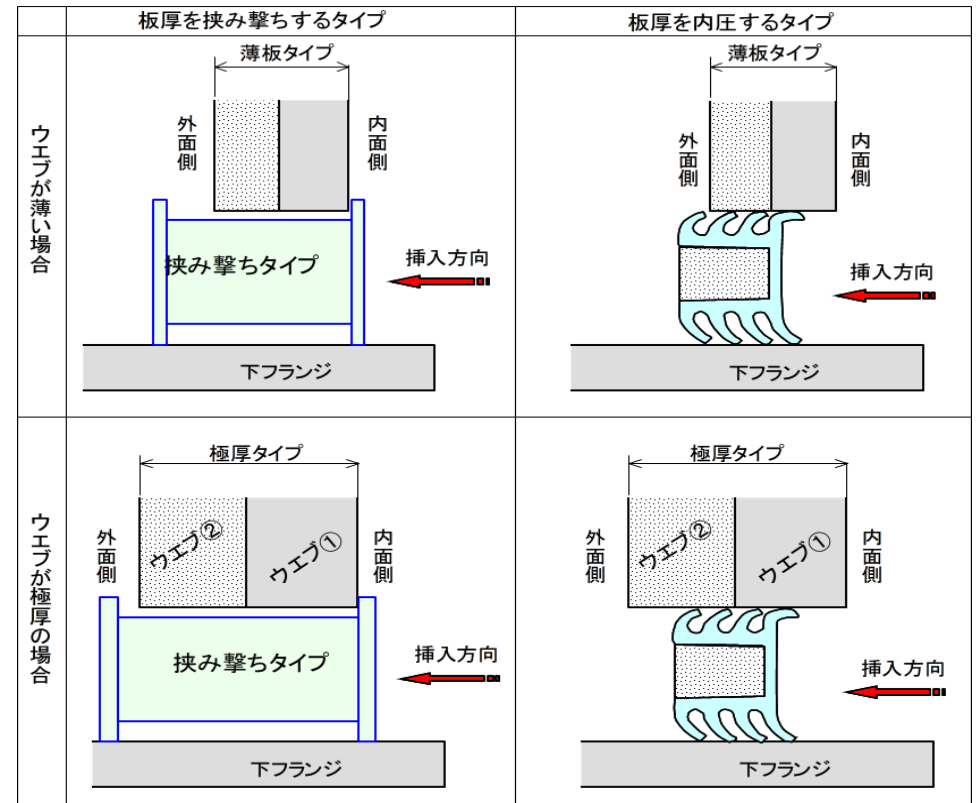 板厚を挟み撃ちするタイプ
板厚を内圧するタイプ
ウエブが薄い場合
薄板タイプ
外面側
内面側
挟み撃ちタイプ
挿入方向
下フランジ
薄板タイプ
外面側
内面側
挿入方向
下フランジ
ウエブが極厚の場合
極厚タイプ
外面側
ウエブ②
ウエブ①
内面側
挟み撃ちタイプ
挿入方向
下フランジ
極厚タイプ
外面側
ウエブ②
ウエブ①
内面側
挿入方向
下フランジ